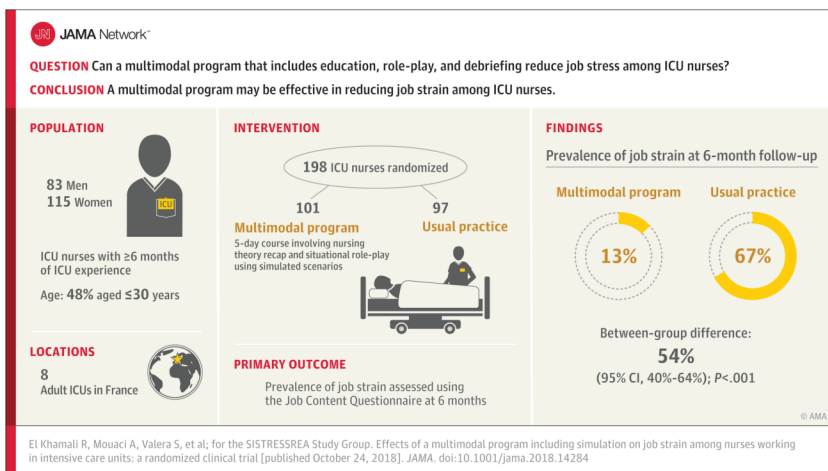 JN JAMA Network™
QUESTION Can a multimodal program that includes education, role-play, and debriefing reduce job stress among ICU nurses?
CONCLUSION A multimodal program may be effective in reducing job strain among ICU nurses.
POPULATION
83 Men
115 Women
ICU
ICU nurses with ≥6 months
of ICU experience
Age: 48% aged ≤30 years
LOCATIONS
8
Adult ICUs in France
INTERVENTION
198 ICU nurses randomized
101
Multimodal program
5-day course involving nursing
theory recap and situational role-play
using simulated scenarios
97
Usual practice
PRIMARY OUTCOME
Prevalence of job strain assessed using
the Job Content Questionnaire at 6 months
FINDINGS
Prevalence of job strain at 6-month follow-up
Multimodal program
13%
Usual practice
67%
Between-group difference:
54%
(95% CI, 40%-64%); P<.001
© AMA
El Khamali R, Mouaci A, Valera S, et al; for the SISTRESSREA Study Group. Effects of a multimodal program including simulation on job strain among nurses working
in intensive care units: a randomized clinical trial [published October 24, 2018]. JAMA. doi:10.1001/jama.2018.14284